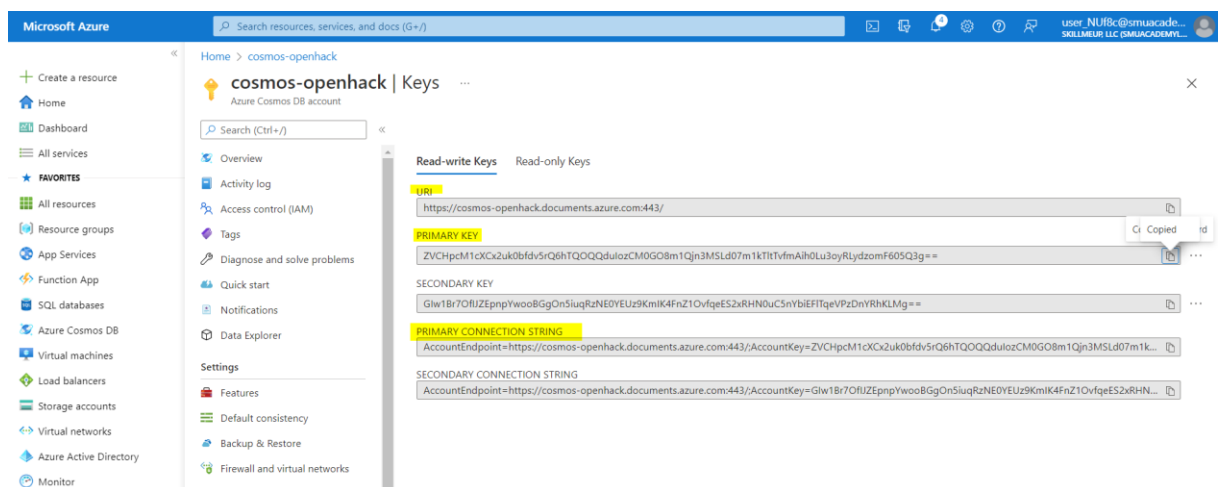 Microsoft Azure
Search resources, services, and docs (G+/)
4
user_NUf8c@smuacade...
SKILLMEUP, LLC (SMUACADEMYL...
Home > cosmos-openhack
cosmos-openhack | Keys ...
Azure Cosmos DB account
Create a resource
Home
Dashboard
All services
FAVORITES
All resources
Resource groups
App Services
Function App
SQL databases
Azure Cosmos DB
Virtual machines
Load balancers
Storage accounts
Virtual networks
Azure Active Directory
Monitor
Search (Ctrl+/)
Overview
Activity log
Access control (IAM)
Tags
Diagnose and solve problems
Quick start
Notifications
Data Explorer
Settings
Features
Default consistency
Backup & Restore
Firewall and virtual networks
Read-write Keys Read-only Keys
URI
https://cosmos-openhack.documents.azure.com:443/
Copied
PRIMARY KEY
SECONDARY KEY
PRIMARY CONNECTION STRING
AccountEndpoint=https://cosmos-openhack.documents.azure.com:443/;AccountKey=
SECONDARY CONNECTION STRING
AccountEndpoint=https://cosmos-openhack.documents.azure.com:443/;AccountKey=